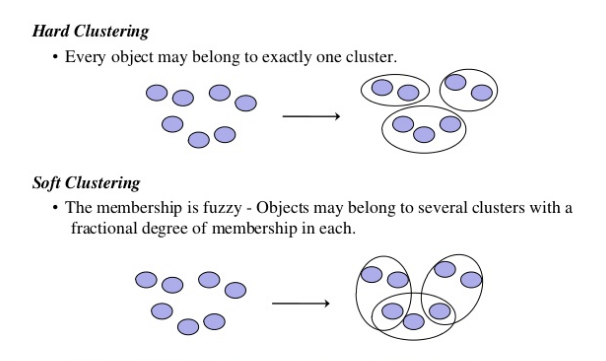 Hard Clustering
• Every object may belong to exactly one cluster.
Soft Clustering
• The membership is fuzzy - Objects may belong to several clusters with a
fractional degree of membership in each.